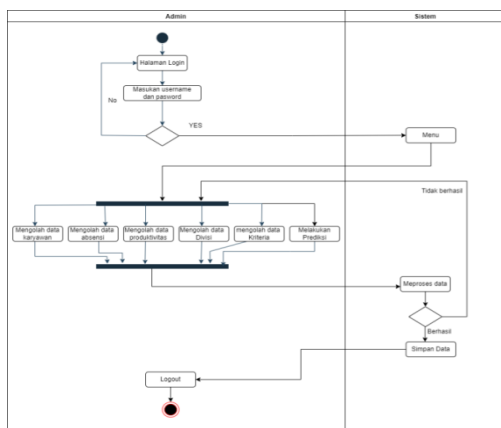 Admin
Sistem
Halaman Login
Masukan username
dan password
No
YES
Menu
Tidak berhasil
Mengolah data
karyawan
Mengolah data
absensi
Mengolah data
produktivitas
Mengolah data
Divisi
mengolah data
Kriteria
Melakukan
Prediksi
Meproses data
Berhasil
Simpan Data
Logout